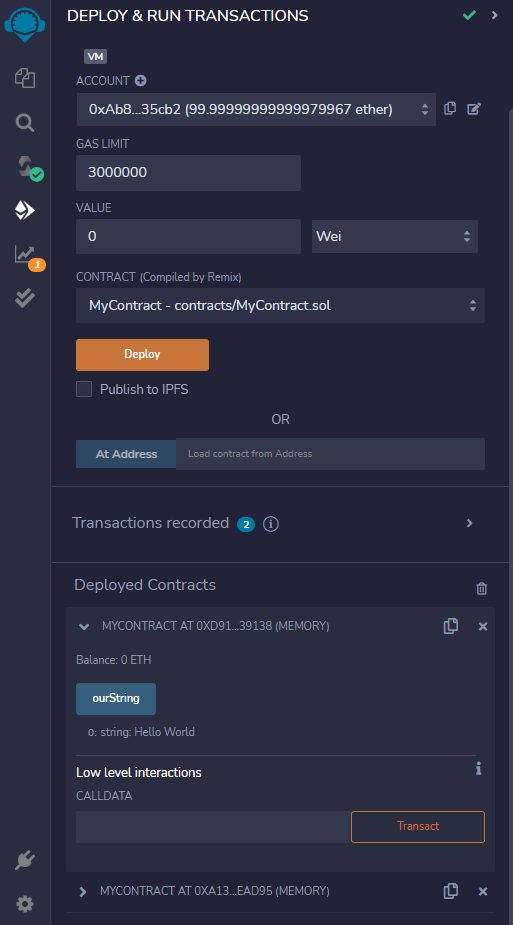 DEPLOY & RUN TRANSACTIONS
VM
ACCOUNT
0xAb8...35cb2 (99.99999999999979967 ether)
GAS LIMIT
3000000
VALUE
0
Wei
1
CONTRACT (Compiled by Remix)
MyContract - contracts/MyContract.sol
Deploy
Publish to IPFS
OR
At Address
Load contract from Address
Transactions recorded 2 i
Deployed Contracts
MYCONTRACT AT 0XD91...39138 (MEMORY)
Balance: 0 ETH
ourString
0: string: Hello World
Low level interactions
i
CALLDATA
Transact
MYCONTRACT AT 0XA13...EAD95 (MEMORY)